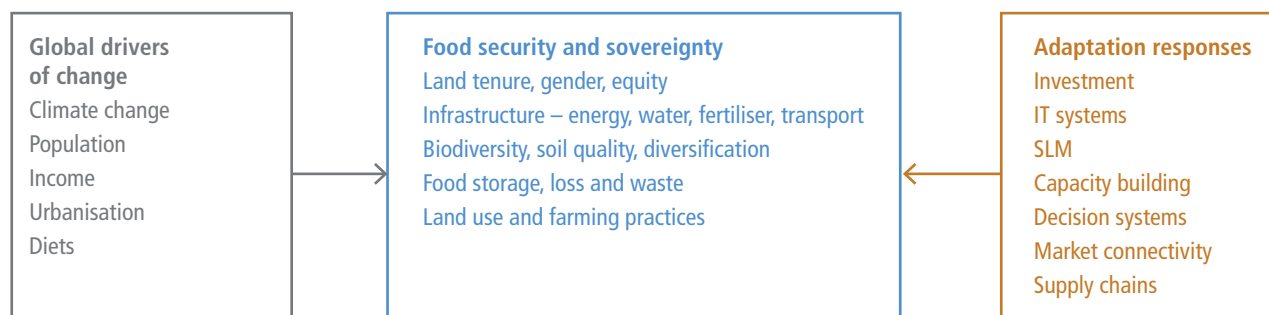 Global drivers
of change
Climate change
Population
Income
Urbanisation
Diets
Food security and sovereignty
Land tenure, gender, equity
Infrastructure – energy, water, fertiliser, transport
Biodiversity, soil quality, diversification
Food storage, loss and waste
Land use and farming practices
Adaptation responses
Investment
IT systems
SLM
Capacity building
Decision systems
Market connectivity
Supply chains